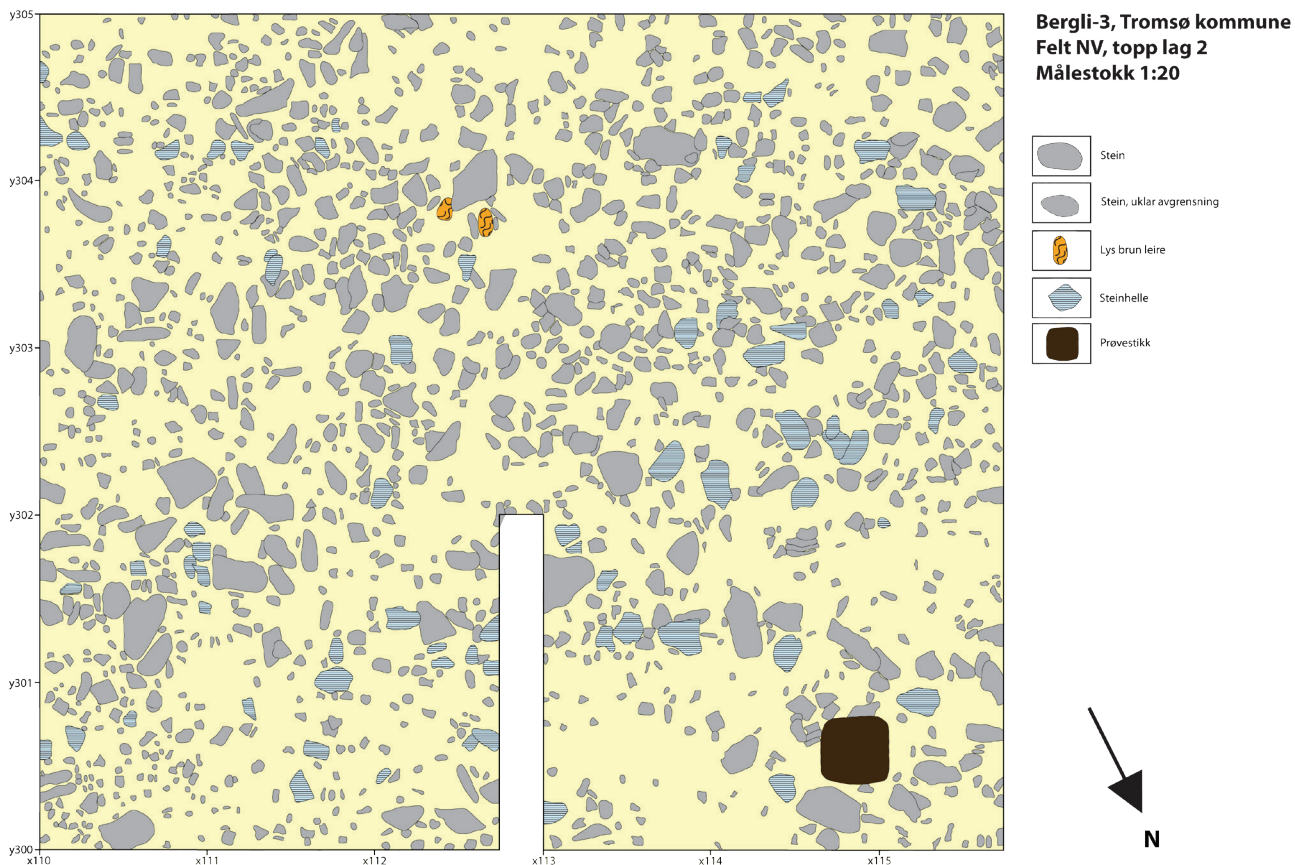 Bergli-3, Tromsø kommune
Felt NV, topp lag 2
Målestokk 1:20
Stein
Stein, uklar avgrensning
Lys brun leire
Steinhelle
Prøvestikk
N
y305
y304
y303
y302
y301
y300
x110
x111
x112
x113
x114
x115